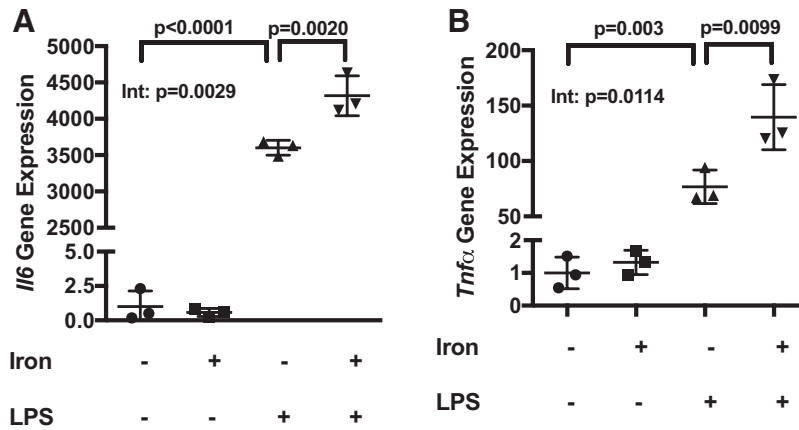 A
p<0.0001 p=0.0020
Int: p=0.0029
Il6 Gene Expression
5000
4500
4000
3500
3000
2500
5.0
2.5
0.0
Iron - + - +
LPS - - + +
B
p=0.003 p=0.0099
Int: p=0.0114
Tnfα Gene Expression
200
150
100
50
2
1
0
Iron - + - +
LPS - - + +